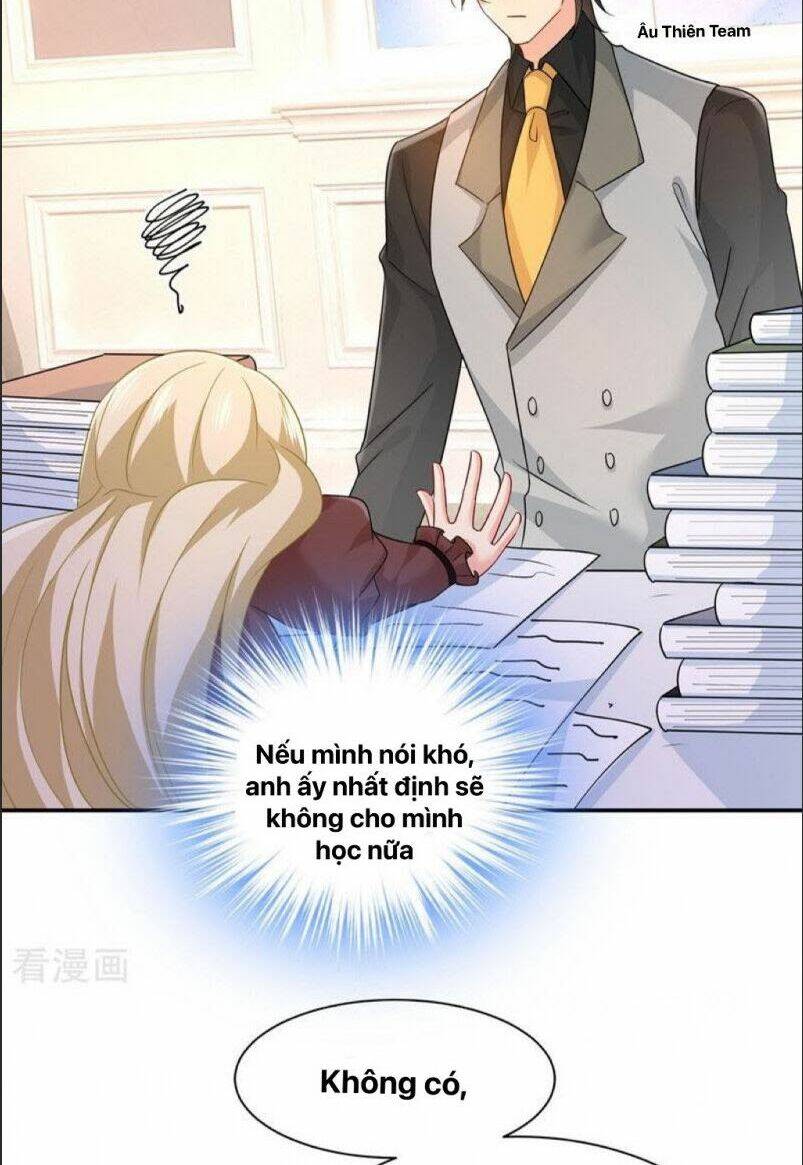 Âu Thiên Team
Nếu mình nói khó,
anh ấy nhất định sẽ
không cho mình
học nữa
看漫画
Không có,